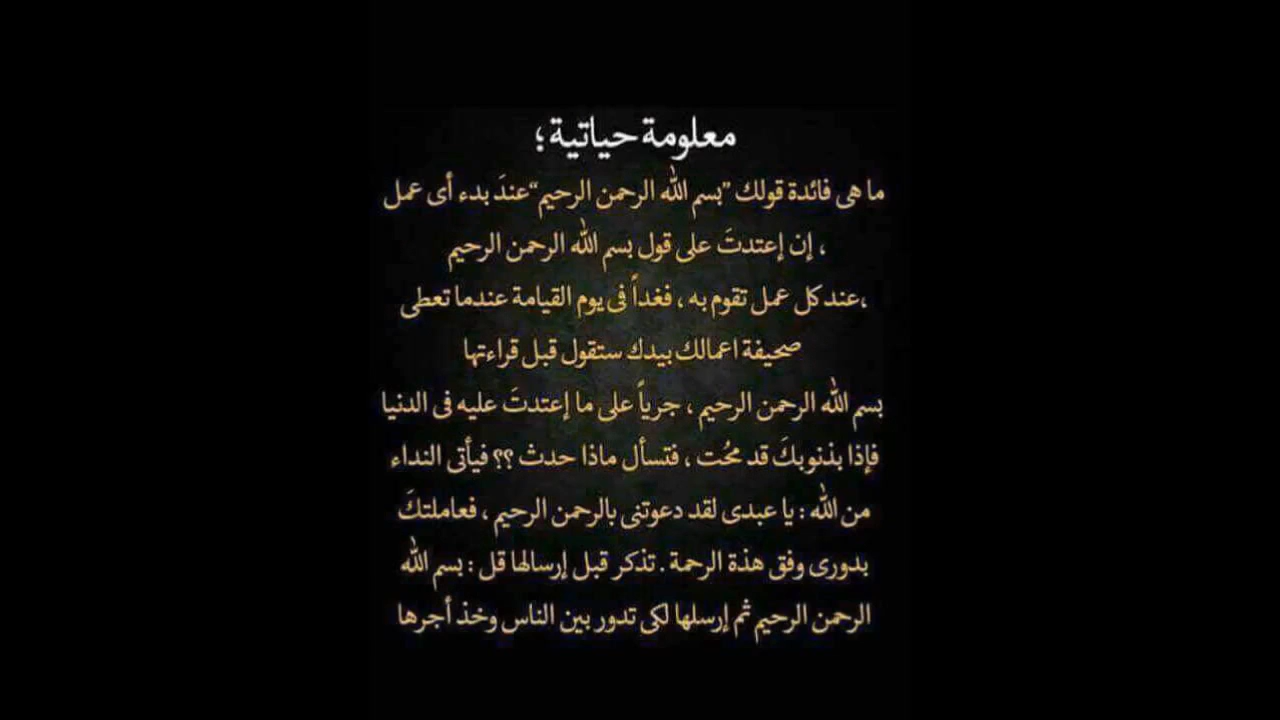 معلومة حياتية؛
ما هى فائدة قولك "بسم الله الرحمن الرحيم" عندَ بدء أى عمل
، إن إعتدتَ على قول بسم الله الرحمن الرحيم
،عند كل عمل تقوم به ، فغداً فى يوم القيامة عندما تعطى
صحيفة اعمالك بيدك ستقول قبل قراءتها
بسم الله الرحمن الرحيم ، جرياً على ما إعتدتَ عليه فى الدنيا
فإذا بذنوبكَ قد محُت ، فتسأل ماذا حدث ؟؟ فيأتى النداء
من الله : يا عبدى لقد دعوتنى بالرحمن الرحيم ، فعاملتكَ
بدورى وفق هذة الرحمة . تذكر قبل إرسالها قل : بسم الله
الرحمن الرحيم ثم إرسلها لكى تدور بين الناس وخذ أجرها